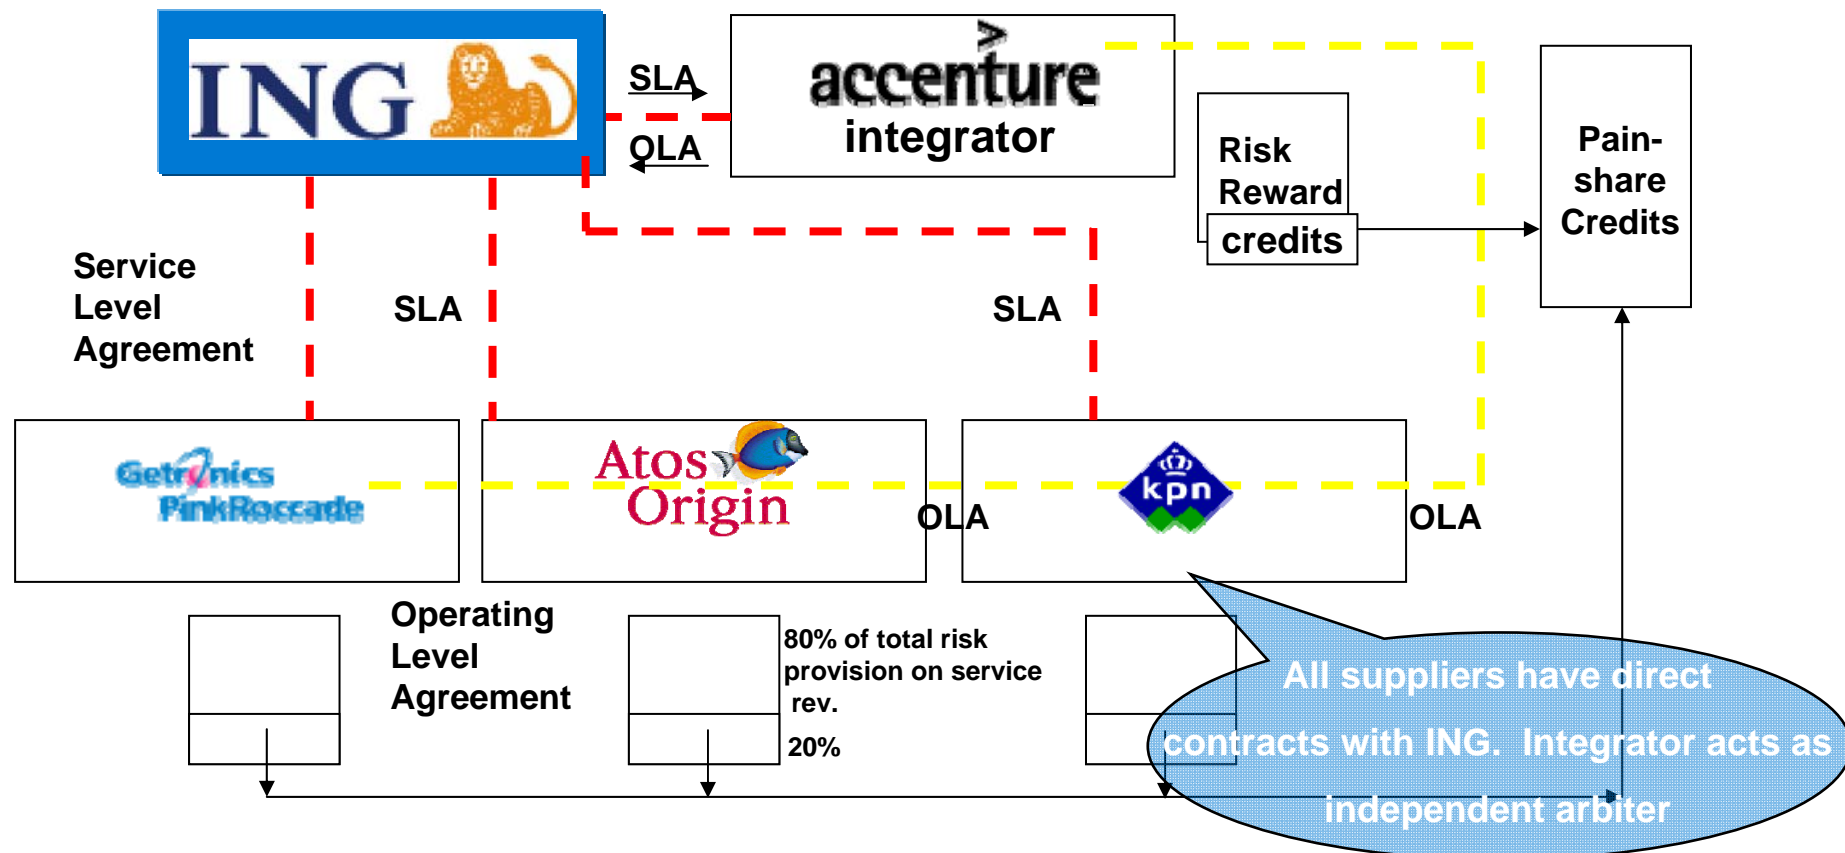 ING
SLA
OLA
accenture
integrator
Risk
Reward
credits
Pain-
share
Credits
Service
Level
Agreement
SLA
SLA
Getronics
PinkRoccade
Atos
Origin
OLA
kpn
OLA
Operating
Level
Agreement
80% of total risk
provision on service
rev.
20%
All suppliers have direct
contracts with ING.  Integrator acts as
independent arbiter